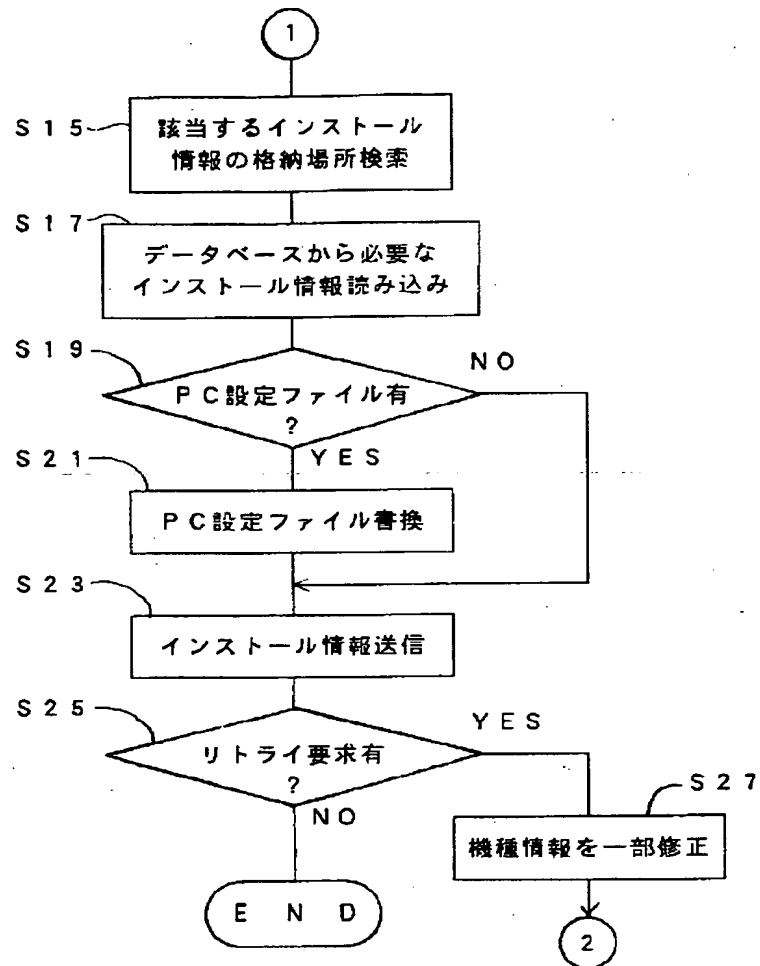 1
S15
該当するインストール
情報の格納場所検索
S17
データベースから必要な
インストール情報読み込み
S19
PC設定ファイル有
?
NO
YES
S21
PC設定ファイル書換
S23
インストール情報送信
S25
リトライ要求有
?
YES
NO
S27
機種情報を一部修正
END
2